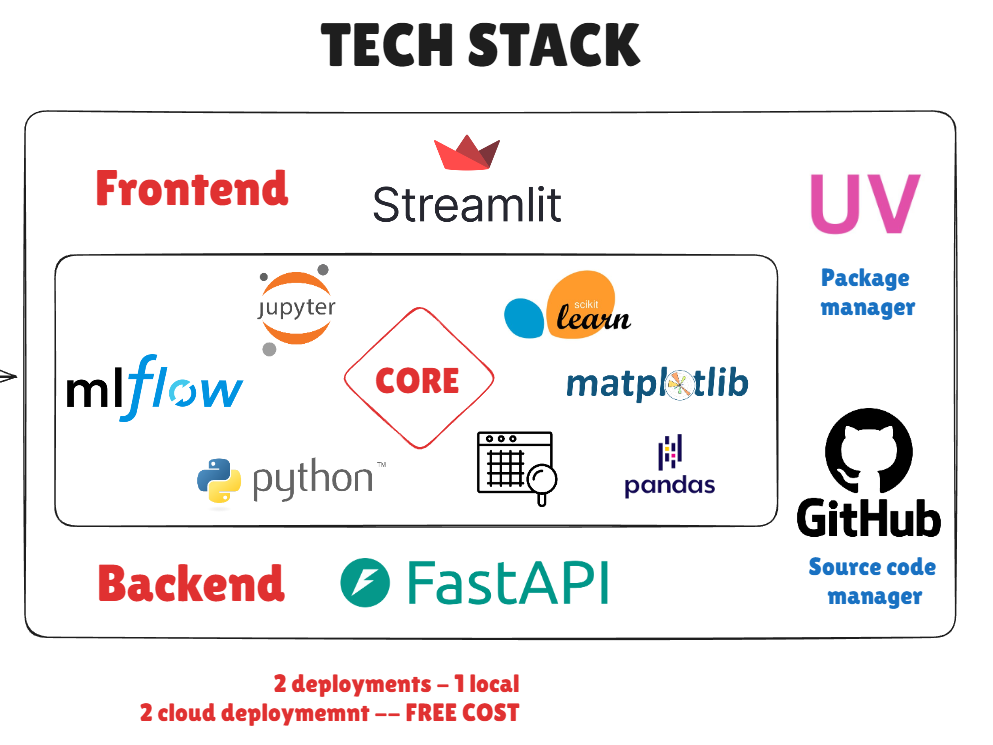 TECH STACK
Frontend
Streamlit
UV
Package
manager
jupyter
scikit
learn
mlflow
CORE
matplotlib
python™
pandas
GitHub
Source code
manager
Backend
FastAPI
2 deployments - 1 local
2 cloud deploymemnt -- FREE COST